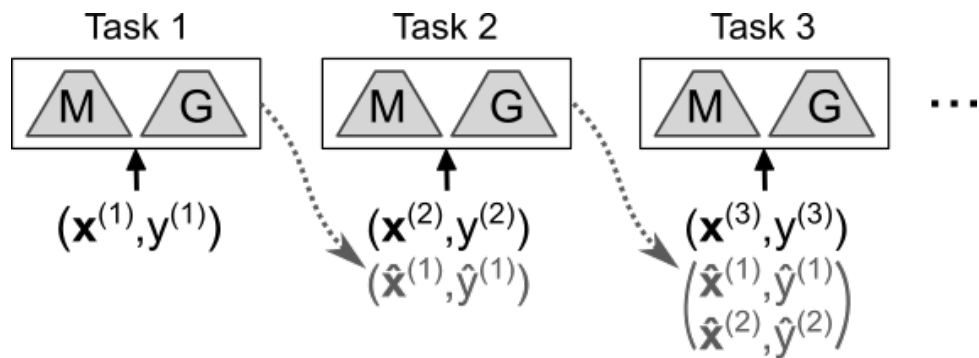 Task 1 Task 2 Task 3
M G M G M G ...
(x⁽¹⁾,y⁽¹⁾) (x⁽²⁾,y⁽²⁾) (x⁽³⁾,y⁽³⁾)
(x̂⁽¹⁾,ŷ⁽¹⁾) (x̂⁽¹⁾,ŷ⁽¹⁾
x̂⁽²⁾,ŷ⁽²⁾)